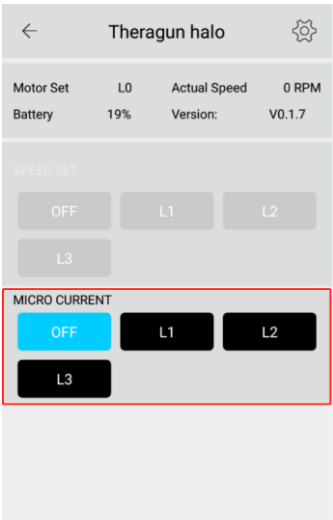 Theragun halo
Motor Set L0 Actual Speed 0 RPM
Battery 19% Version: V0.1.7
SPEED SET
OFF L1 L2
L3
MICRO CURRENT
OFF L1 L2
L3